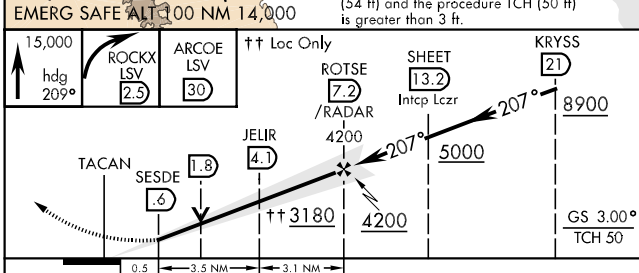 EMERG SAFE ALT 100 NM 14,000
(54 ft) and the procedure TCH (50 ft)
is greater than 3 ft.
15,000
hdg
209°
ROCKX
LSV
2.5
ARCOE
LSV
30
†† Loc Only
ROTSE
7.2
/RADAR
4200
SHEET
13.2
Intcp Lczr
KRYSS
21
207°
8900
207°
5000
JELIR
4.1
TACAN
SESDE
.6
1.8
††3180
4200
GS 3.00°
TCH 50
0.5
3.5 NM
3.1 NM